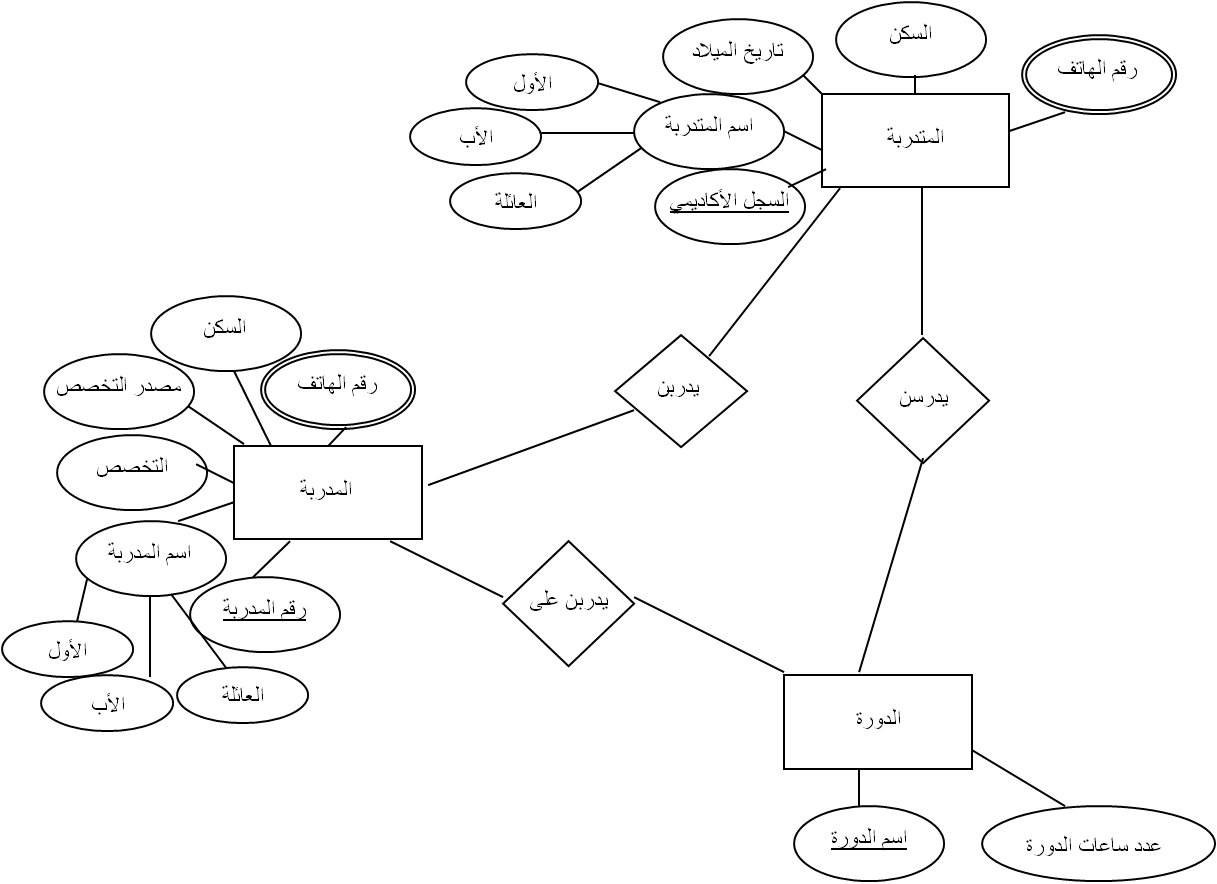 السكن
رقم الهاتف
تاريخ الميلاد
الأول
اسم المتدربة
المتدربة
الأب
العائلة
السجل الأكاديمي
السكن
مصدر التخصص
رقم الهاتف
يدربن
يدرسن
التخصص
المدربة
اسم المدربة
رقم المدربة
يدربن على
الأول
الأب
العائلة
الدورة
اسم الدورة
عدد ساعات الدورة